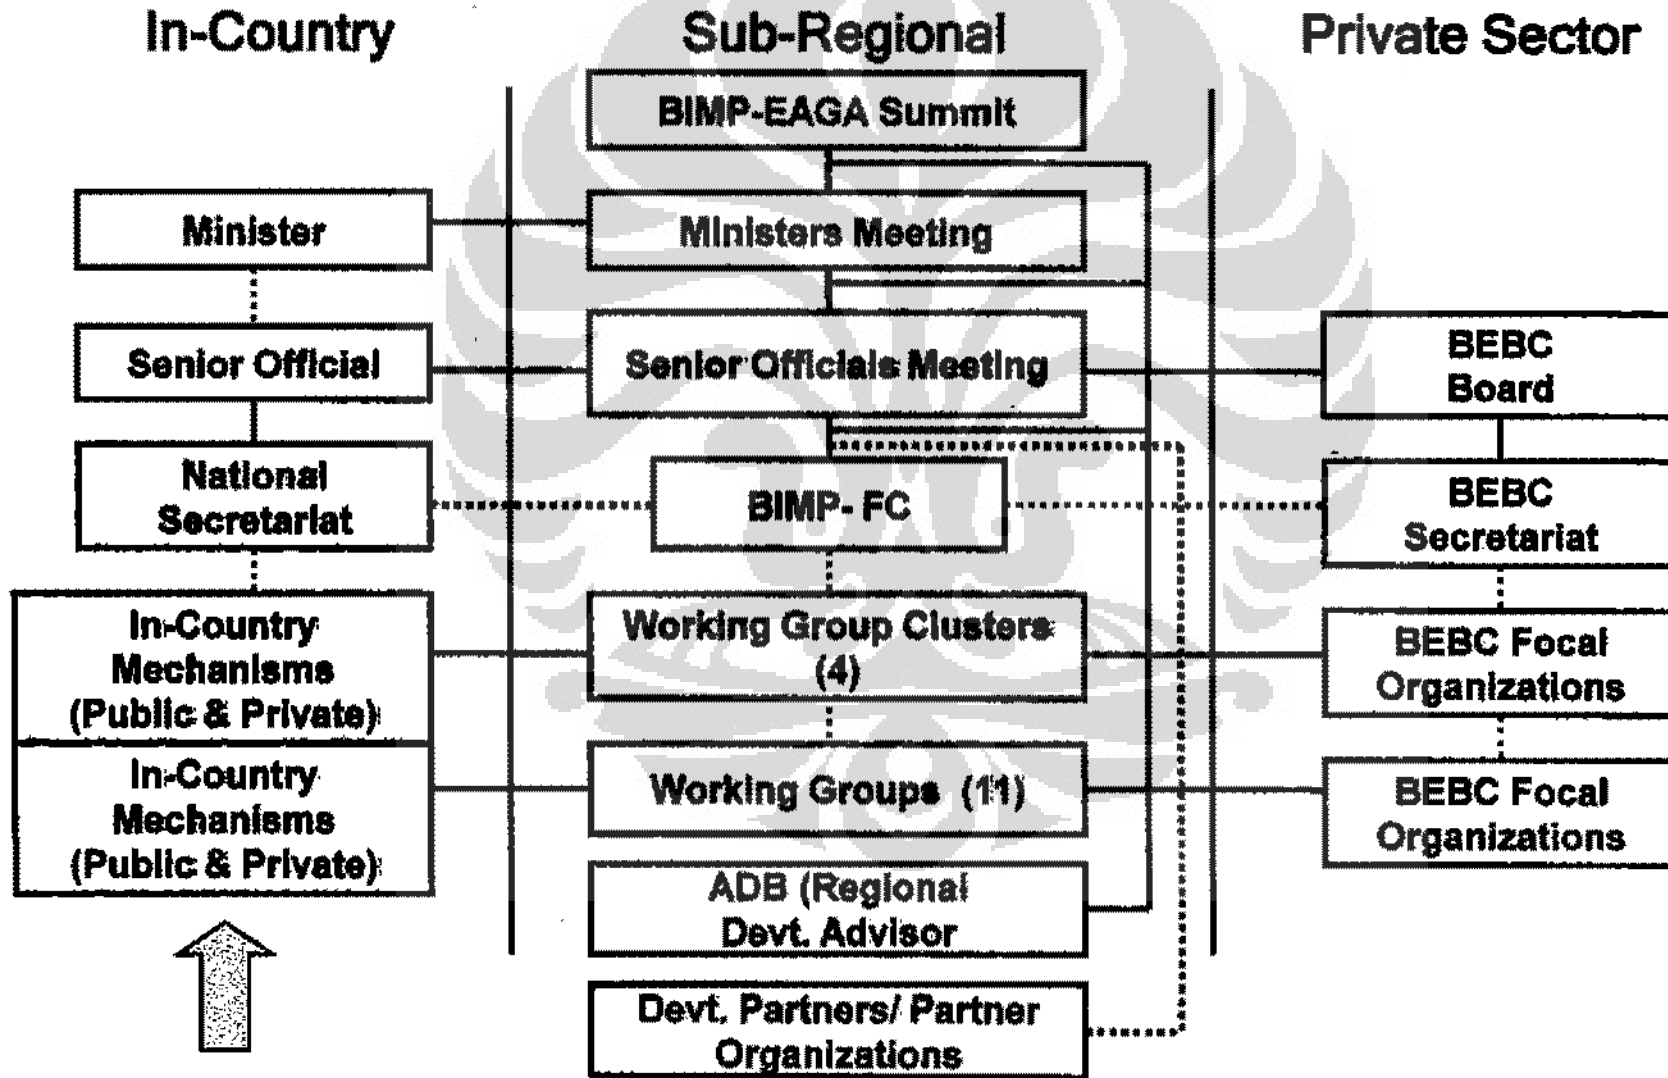 In-Country
Sub-Regional
Private Sector
BIMP-EAGA Summit
Minister
Ministers Meeting
Senior Official
Senior Officials Meeting
BEBC
Board
National
Secretariat
BIMP- FC
BEBC
Secretariat
In-Country
Mechanisms
(Public & Private)
Working Group Clusters
(4)
BEBC Focal
Organizations
In-Country
Mechanisms
(Public & Private)
Working Groups (11)
BEBC Focal
Organizations
ADB (Regional
Devt. Advisor
Devt. Partners/ Partner
Organizations